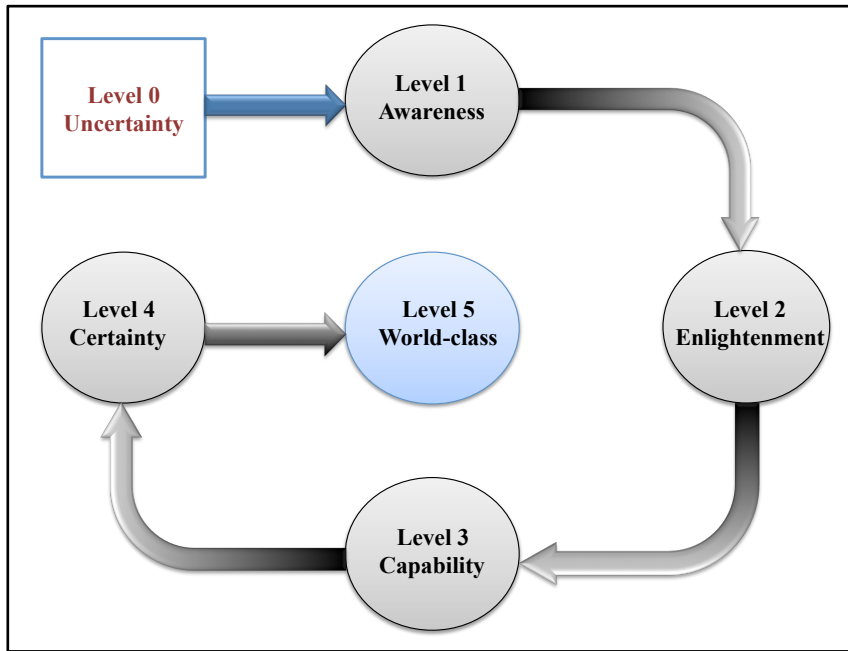 Level 0
Uncertainty
Level 1
Awareness
Level 2
Enlightenment
Level 3
Capability
Level 4
Certainty
Level 5
World-class